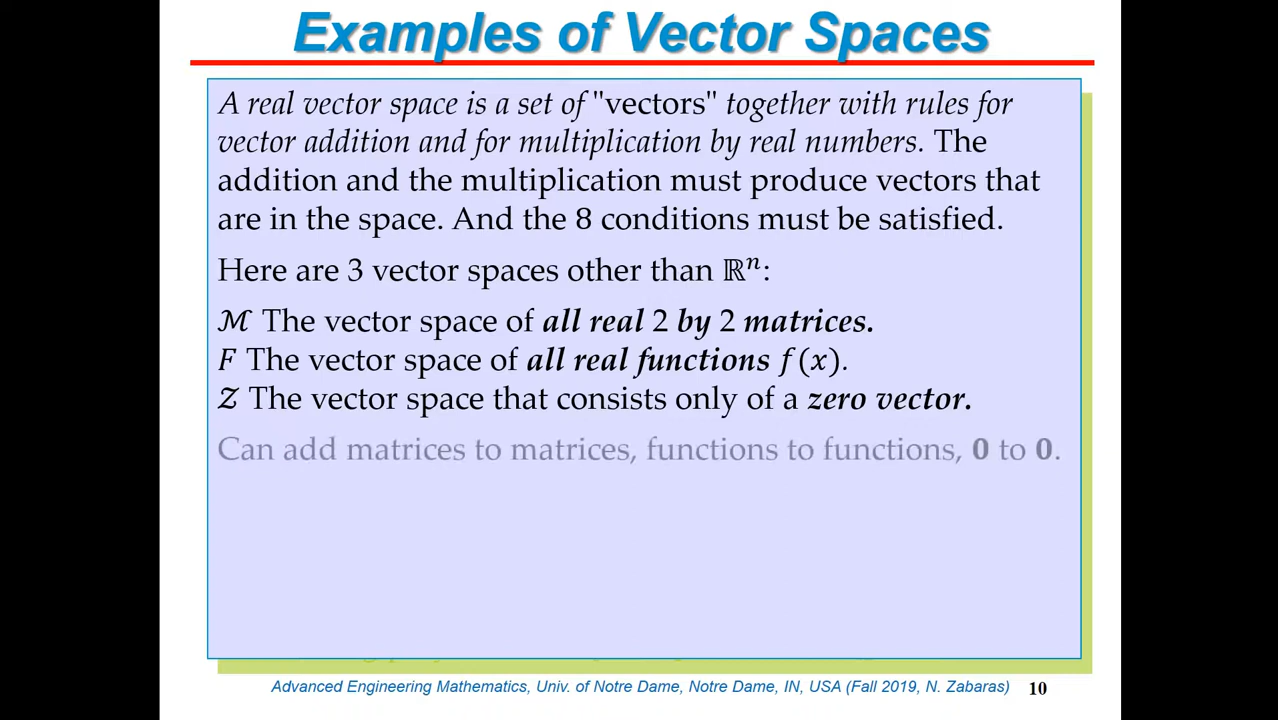 Examples of Vector Spaces
A real vector space is a set of "vectors" together with rules for
vector addition and for multiplication by real numbers. The
addition and the multiplication must produce vectors that
are in the space. And the 8 conditions must be satisfied.
Here are 3 vector spaces other than ℝⁿ:
ℳ The vector space of all real 2 by 2 matrices.
F The vector space of all real functions f(x).
𝒵 The vector space that consists only of a zero vector.
Can add matrices to matrices, functions to functions, 0 to 0.
Advanced Engineering Mathematics, Univ. of Notre Dame, Notre Dame, IN, USA (Fall 2019, N. Zabaras) 10